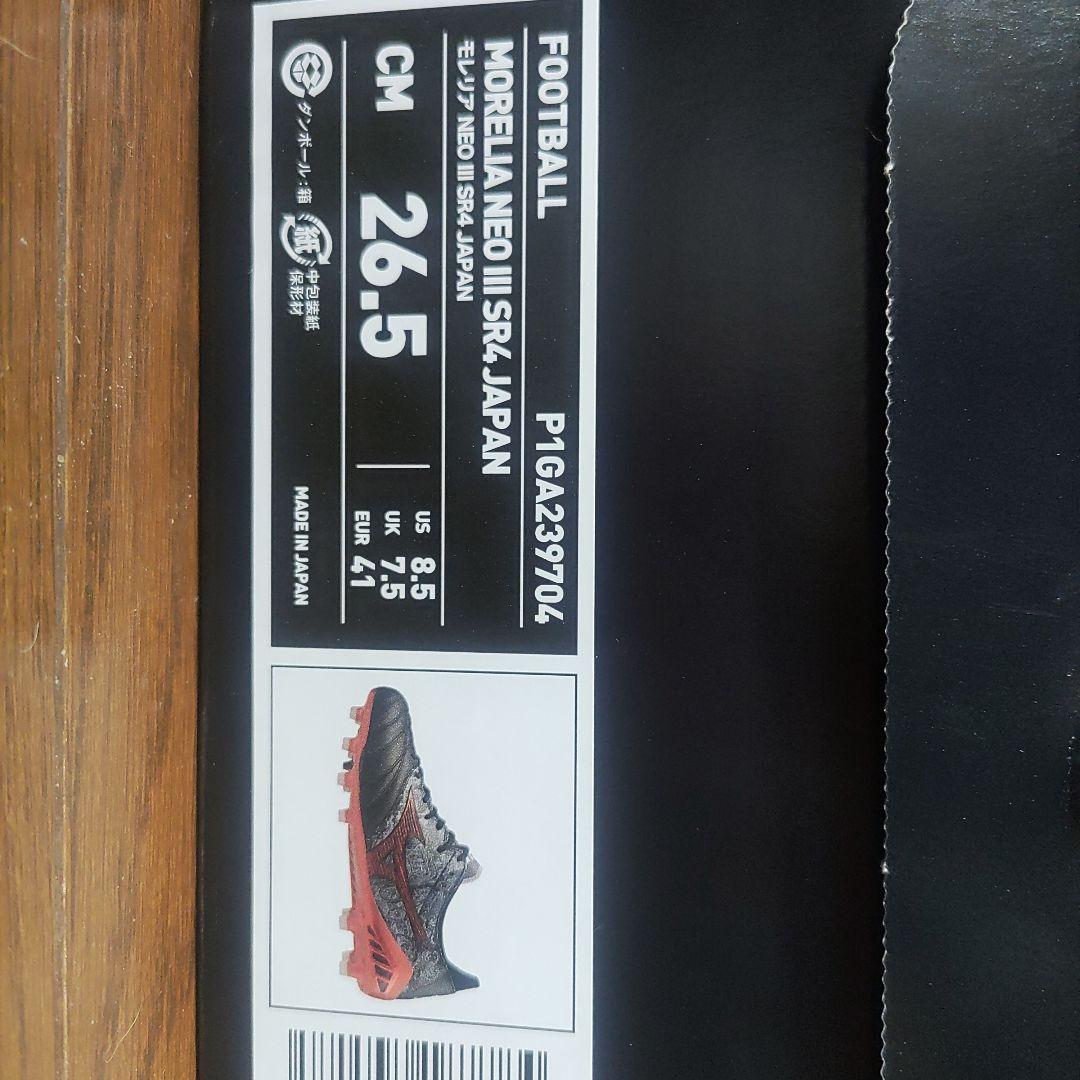 FOOTBALL P1GA239704
MORELIA NEO III SR4 JAPAN
モレリア NEO III SR4 JAPAN
CM 26.5
US 8.5
UK 7.5
EUR 41
ダンボール:箱
紙
中包装紙
保形材
MADE IN JAPAN